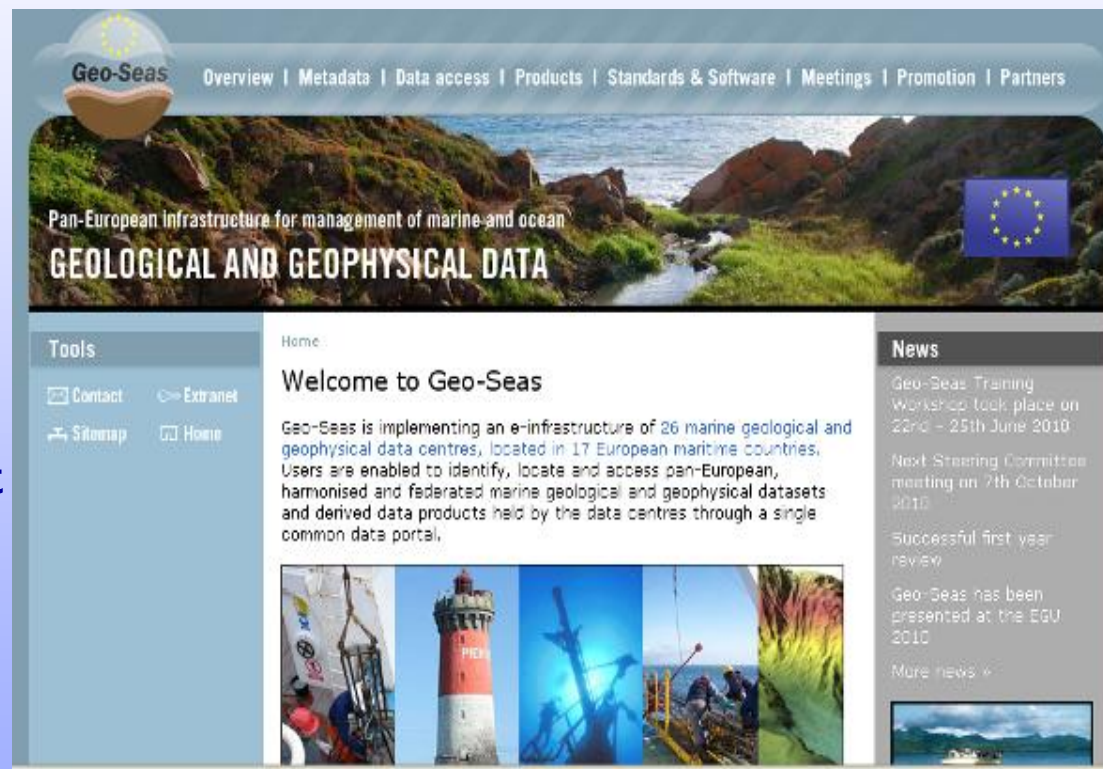 Geo-Seas
Overview | Metadata | Data access | Products | Standards & Software | Meetings | Promotion | Partners
Pan-European infrastructure for management of marine and ocean
GEOLOGICAL AND GEOPHYSICAL DATA
Tools
Contact
Extranet
Sitemap
Home
Home
Welcome to Geo-Seas
Geo-Seas is implementing an e-infrastructure of 26 marine geological and
geophysical data centres, located in 17 European maritime countries.
Users are enabled to identify, locate and access pan-European,
harmonised and federated marine geological and geophysical datasets
and derived data products held by the data centres through a single
common data portal.
News
Geo-Seas Training
Workshop took place on
22nd - 25th June 2010
Next Steering Committee
meeting on 7th October
2010
Successful first year
review
Geo-Seas has been
presented at the EGU
2010
More news »